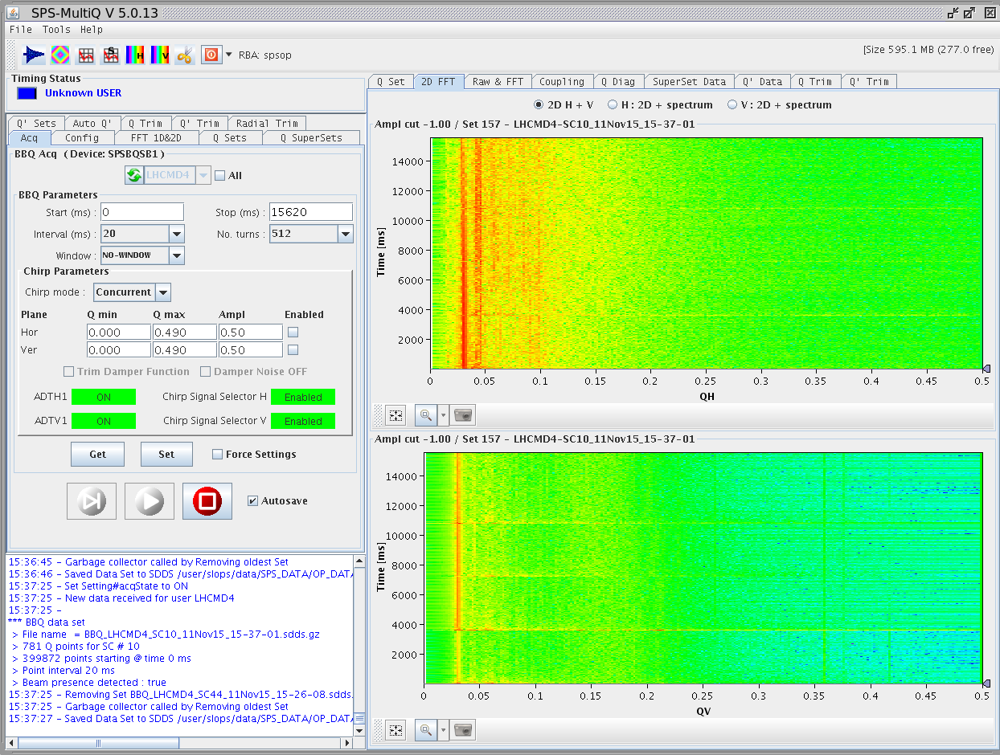 SPS-MultiQ V 5.0.13
File Tools Help
H V RBA: spsop [Size 595.1 MB (277.0 free)
Timing Status
Unknown USER
Q' Sets Auto Q' Q Trim Q' Trim Radial Trim
Acq Config FFT 1D&2D Q Sets Q SuperSets
BBQ Acq ( Device: SPSBQSB1 )
LHCMD4 All
BBQ Parameters
Start (ms) : 0 Stop (ms) : 15620
Interval (ms) : 20 No. turns : 512
Window : NO-WINDOW
Chirp Parameters
Chirp mode : Concurrent
Plane Q min Q max Ampl Enabled
Hor 0.000 0.490 0.50
Ver 0.000 0.490 0.50
Trim Damper Function Damper Noise OFF
ADTH1 ON Chirp Signal Selector H Enabled
ADTV1 ON Chirp Signal Selector V Enabled
Get Set Force Settings
Autosave
15:36:45 - Garbage collector called by Removing oldest Set
15:36:46 - Saved Data Set to SDDS /user/slops/data/SPS_DATA/OP_DATA
15:37:25 - Set Setting#acqState to ON
15:37:25 - New data received for user LHCMD4
15:37:25 -
*** BBQ data set
> File name = BBQ_LHCMD4_SC10_11Nov15_15-37-01.sdds.gz
> 781 Q points for SC # 10
> 399872 points starting @ time 0 ms
> Point interval 20 ms
> Beam presence detected : true
15:37:25 - Removing Set BBQ_LHCMD4_SC44_11Nov15_15-26-08.sdds.
15:37:25 - Garbage collector called by Removing oldest Set
15:37:27 - Saved Data Set to SDDS /user/slops/data/SPS_DATA/OP_DATA
Q Set 2D FFT Raw & FFT Coupling Q Diag SuperSet Data Q' Data Q Trim Q' Trim
2D H + V H : 2D + spectrum V : 2D + spectrum
Ampl cut -1.00 / Set 157 - LHCMD4-SC10_11Nov15_15-37-01
Time [ms]
14000
12000
10000
8000
6000
4000
2000
0 0.05 0.1 0.15 0.2 0.25 0.3 0.35 0.4 0.45 0.5
QH
Ampl cut -1.00 / Set 157 - LHCMD4-SC10_11Nov15_15-37-01
Time [ms]
14000
12000
10000
8000
6000
4000
2000
0 0.05 0.1 0.15 0.2 0.25 0.3 0.35 0.4 0.45 0.5
QV